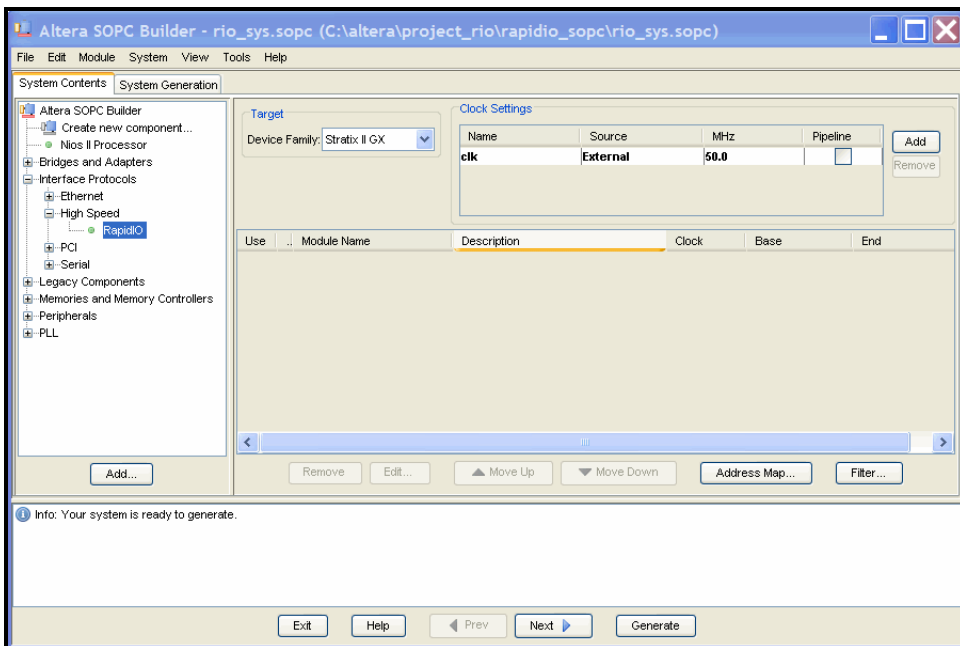 Altera SOPC Builder - rio_sys.sopc (C:\altera\project_rio\rapidio_sopc\rio_sys.sopc)
File Edit Module System View Tools Help
System Contents System Generation
Altera SOPC Builder
Create new component...
Nios II Processor
Bridges and Adapters
Interface Protocols
Ethernet
High Speed
RapidIO
PCI
Serial
Legacy Components
Memories and Memory Controllers
Peripherals
PLL
Add...
Target
Device Family: Stratix II GX
Clock Settings
Name Source MHz Pipeline
clk External 50.0
Add
Remove
Use .. Module Name Description Clock Base End
Remove Edit... Move Up Move Down Address Map... Filter...
Info: Your system is ready to generate.
Exit Help Prev Next Generate